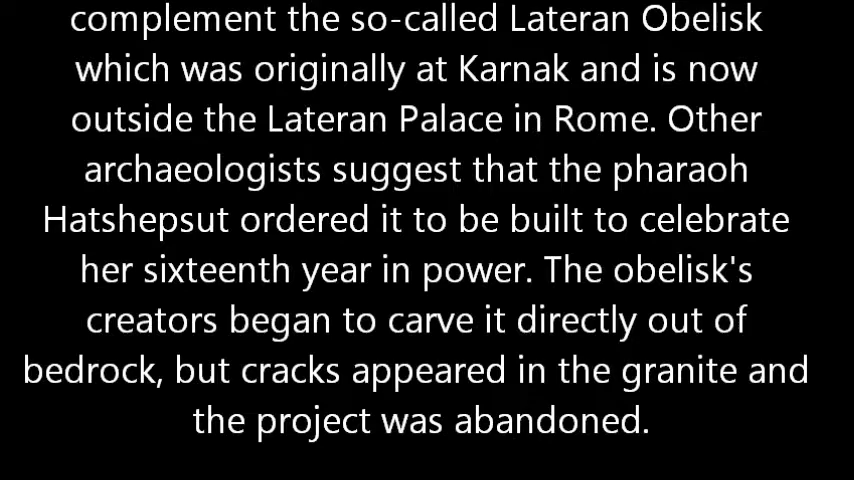 complement the so-called Lateran Obelisk
which was originally at Karnak and is now
outside the Lateran Palace in Rome. Other
archaeologists suggest that the pharaoh
Hatshepsut ordered it to be built to celebrate
her sixteenth year in power. The obelisk's
creators began to carve it directly out of
bedrock, but cracks appeared in the granite and
the project was abandoned.